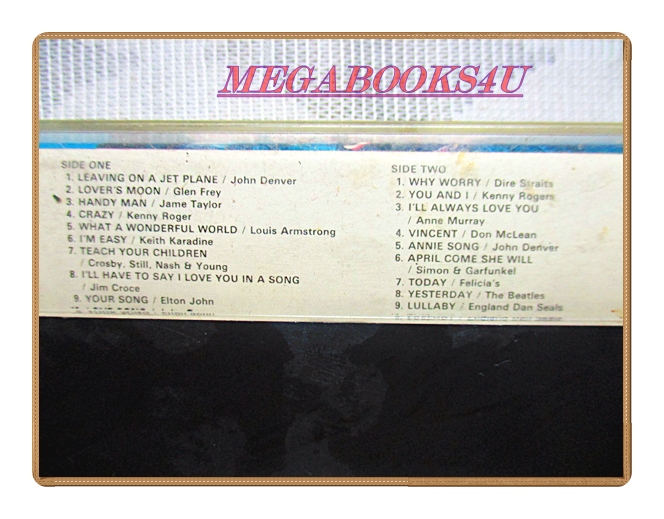 MEGABOOKS4U
SIDE ONE
1. LEAVING ON A JET PLANE / John Denver
2. LOVER'S MOON / Glen Frey
3. HANDY MAN / Jame Taylor
4. CRAZY / Kenny Roger
5. WHAT A WONDERFUL WORLD / Louis Armstrong
6. I'M EASY / Keith Karadine
7. TEACH YOUR CHILDREN
/ Crosby, Still, Nash & Young
8. I'LL HAVE TO SAY I LOVE YOU IN A SONG
/ Jim Croce
9. YOUR SONG / Elton John
SIDE TWO
1. WHY WORRY / Dire Straits
2. YOU AND I / Kenny Rogers
3. I'LL ALWAYS LOVE YOU
/ Anne Murray
4. VINCENT / Don McLean
5. ANNIE SONG / John Denver
6. APRIL COME SHE WILL
/ Simon & Garfunkel
7. TODAY / Felicia's
8. YESTERDAY / The Beatles
9. LULLABY / England Dan Seals